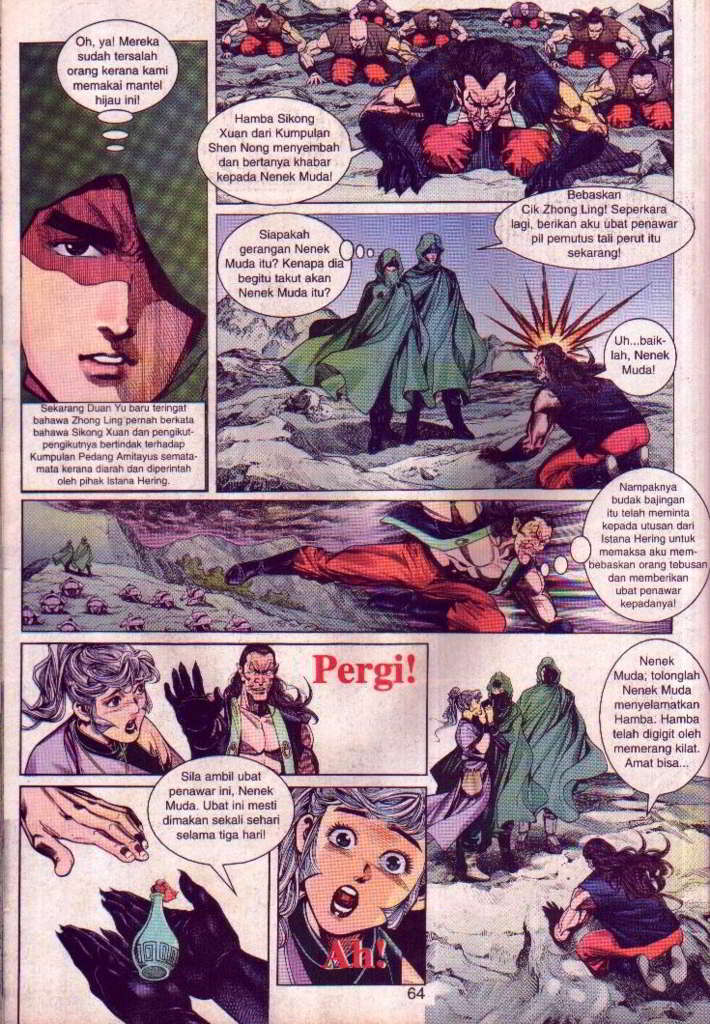 Oh, ya! Mereka
sudah tersalah
orang kerana kami
memakai mantel
hijau ini!
Sekarang Duan Yu baru teringat
bahawa Zhong Ling pernah berkata
bahawa Sikong Xuan dan pengikut-
pengikutnya bertindak terhadap
Kumpulan Pedang Amitayus semata-
mata kerana diarah dan diperintah
oleh pihak Istana Hering.
Hamba Sikong
Xuan dari Kumpulan
Shen Nong menyembah
dan bertanya khabar
kepada Nenek Muda!
Siapakah
gerangan Nenek
Muda itu? Kenapa dia
begitu takut akan
Nenek Muda itu?
Bebaskan
Cik Zhong Ling! Seperkara
lagi, berikan aku ubat penawar
pil pemutus tali perut itu
sekarang!
Uh...baik-
lah, Nenek
Muda!
Nampaknya
budak bajingan
itu telah meminta
kepada utusan dari
Istana Hering untuk
memaksa aku mem-
bebaskan orang tebusan
dan memberikan
ubat penawar
kepadanya!
Pergi!
Nenek
Muda; tolonglah
Nenek Muda
menyelamatkan
Hamba. Hamba
telah digigit oleh
memerang kilat.
Amat bisa...
Sila ambil ubat
penawar ini, Nenek
Muda. Ubat ini mesti
dimakan sekali sehari
selama tiga hari!
Ah!
64